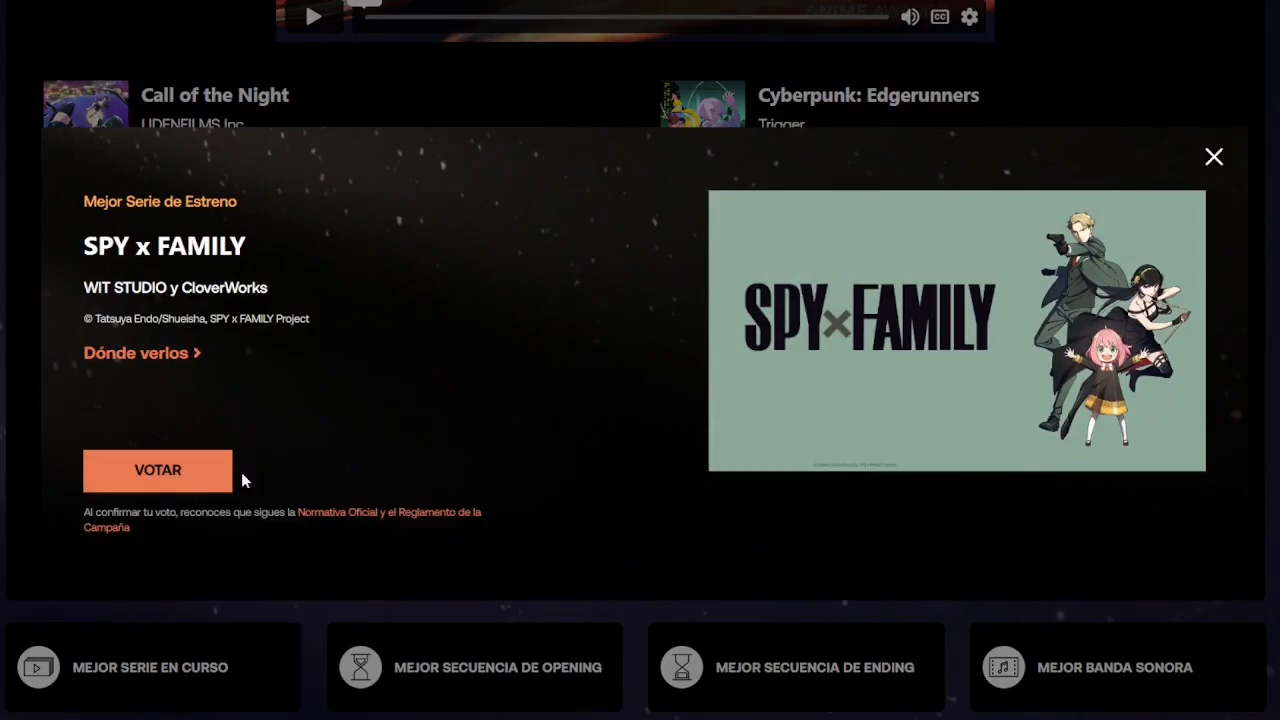 Call of the Night
LIDENFILMS Inc.
Cyberpunk: Edgerunners
Trigger
Mejor Serie de Estreno
SPY x FAMILY
WIT STUDIO y CloverWorks
© Tatsuya Endo/Shueisha, SPY x FAMILY Project
Dónde verlos >
SPY×FAMILY
VOTAR
Al confirmar tu voto, reconoces que sigues la Normativa Oficial y el Reglamento de la
Campaña
MEJOR SERIE EN CURSO
MEJOR SECUENCIA DE OPENING
MEJOR SECUENCIA DE ENDING
MEJOR BANDA SONORA